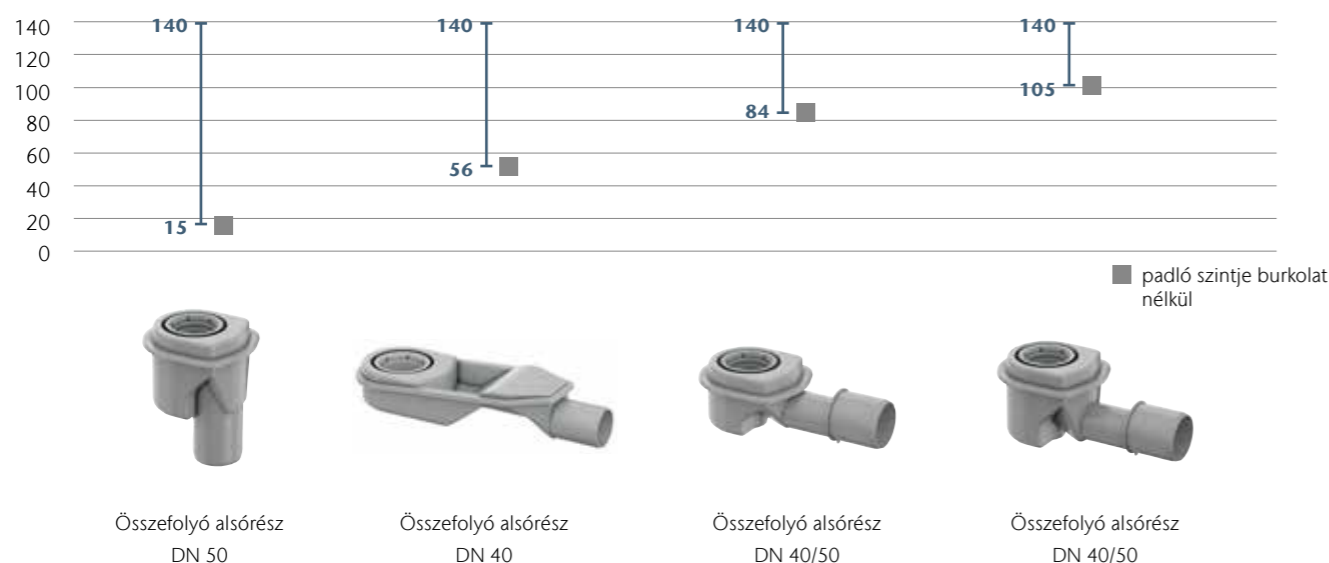 140
120
100
80
60
40
20
0
140
15
140
56
140
84
140
105
padló szintje burkolat
nélkül
Összefolyó alsórész
DN 50
Összefolyó alsórész
DN 40
Összefolyó alsórész
DN 40/50
Összefolyó alsórész
DN 40/50